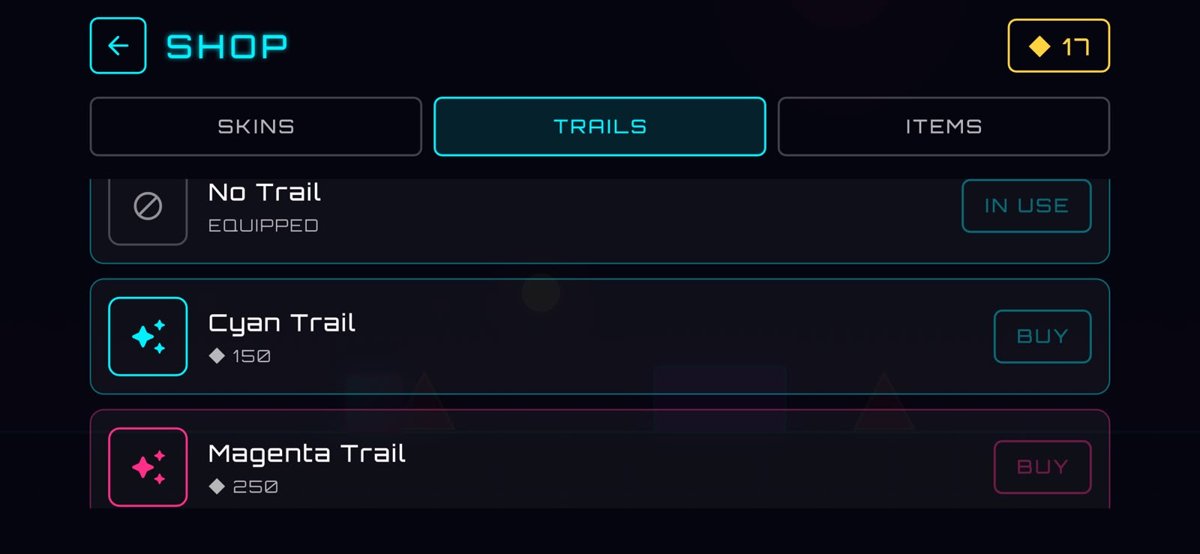 SHOP
17
SKINS
TRAILS
ITEMS
No Trail
EQUIPPED
IN USE
Cyan Trail
150
BUY
Magenta Trail
250
BUY